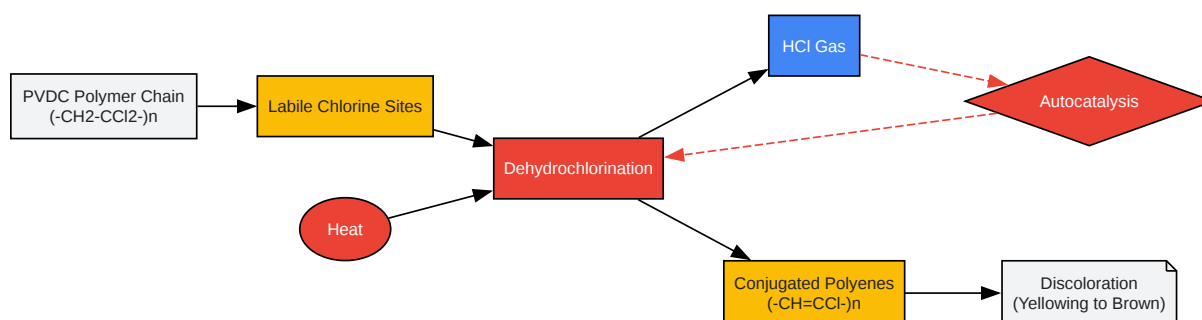 HCl Gas
PVDC Polymer Chain
(-CH2-CCl2-)n
Labile Chlorine Sites
Autocatalysis
Dehydrochlorination
Heat
Conjugated Polyenes
(-CH=CCl-)n
Discoloration
(Yellowing to Brown)